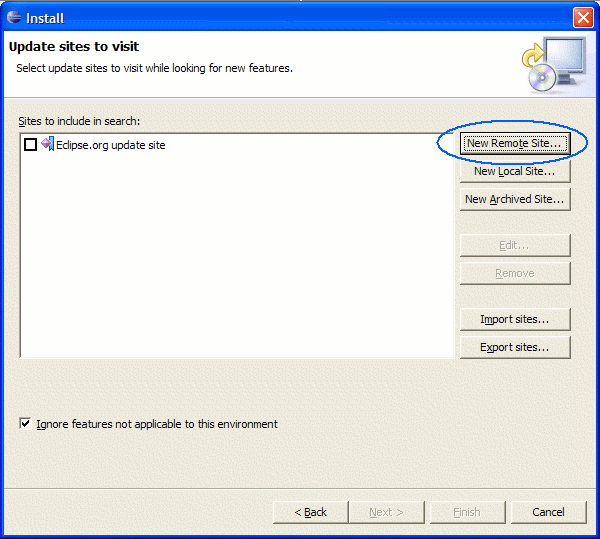 Install
Update sites to visit
Select update sites to visit while looking for new features.
Sites to include in search:
Eclipse.org update site
New Remote Site...
New Local Site...
New Archived Site...
Edit...
Remove
Import sites...
Export sites...
Ignore features not applicable to this environment
< Back
Next >
Finish
Cancel